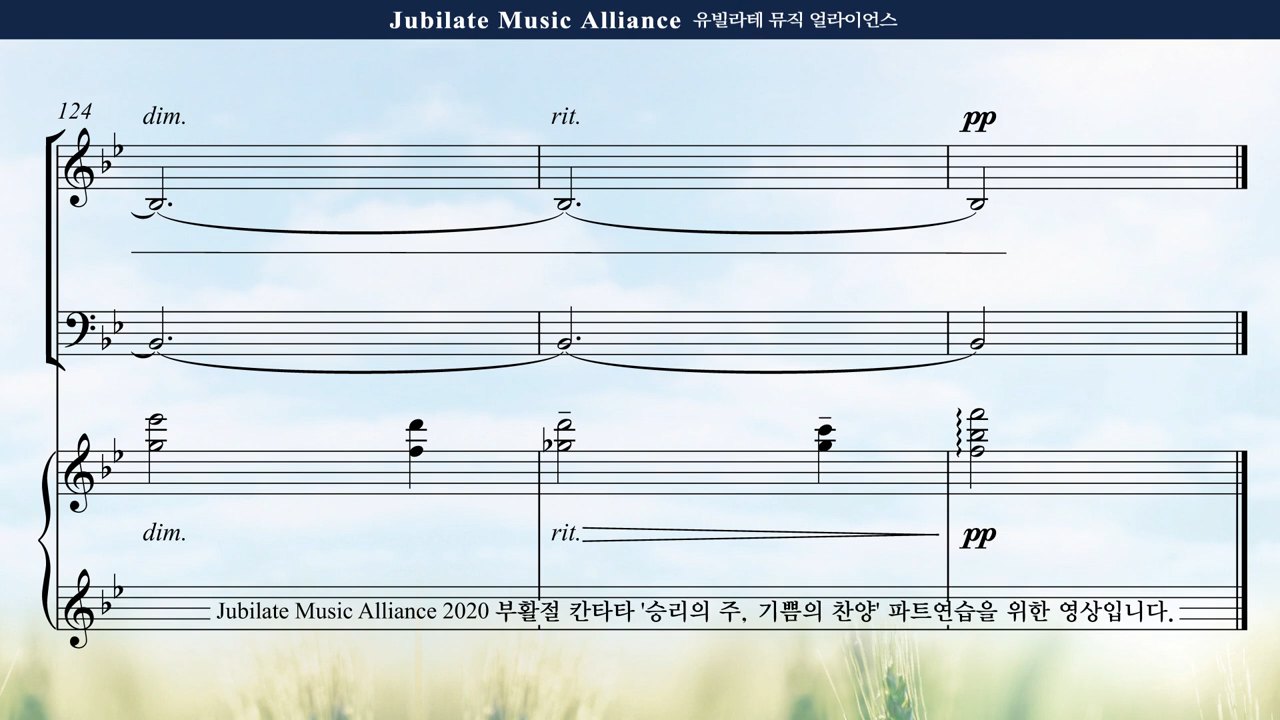 Jubilate Music Alliance 유빌라테 뮤직 얼라이언스
124 dim. rit. pp
dim. rit. pp
Jubilate Music Alliance 2020 부활절 칸타타 '승리의 주, 기쁨의 찬양' 파트연습을 위한 영상입니다.